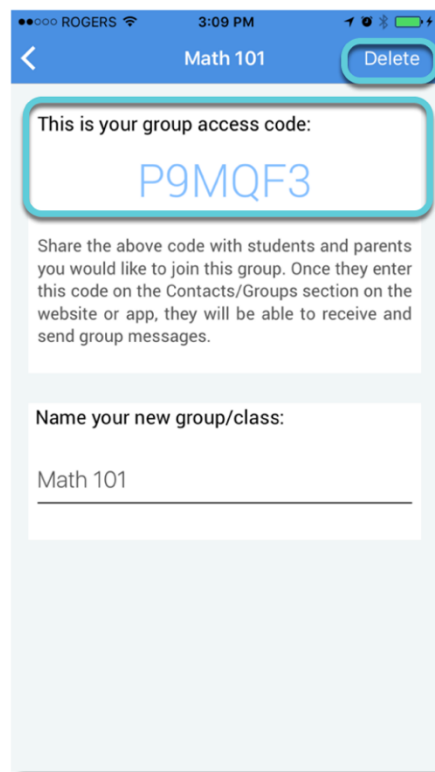 ROGERS 3:09 PM
Math 101 Delete
This is your group access code:
P9MQF3
Share the above code with students and parents
you would like to join this group. Once they enter
this code on the Contacts/Groups section on the
website or app, they will be able to receive and
send group messages.
Name your new group/class:
Math 101